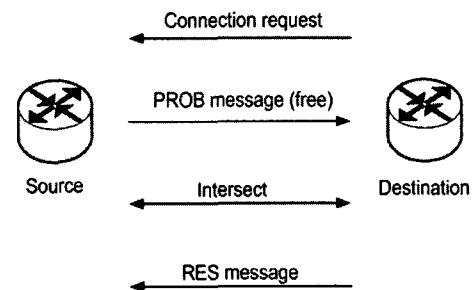 Connection request
PROB message (free)
Source
Destination
Intersect
RES message